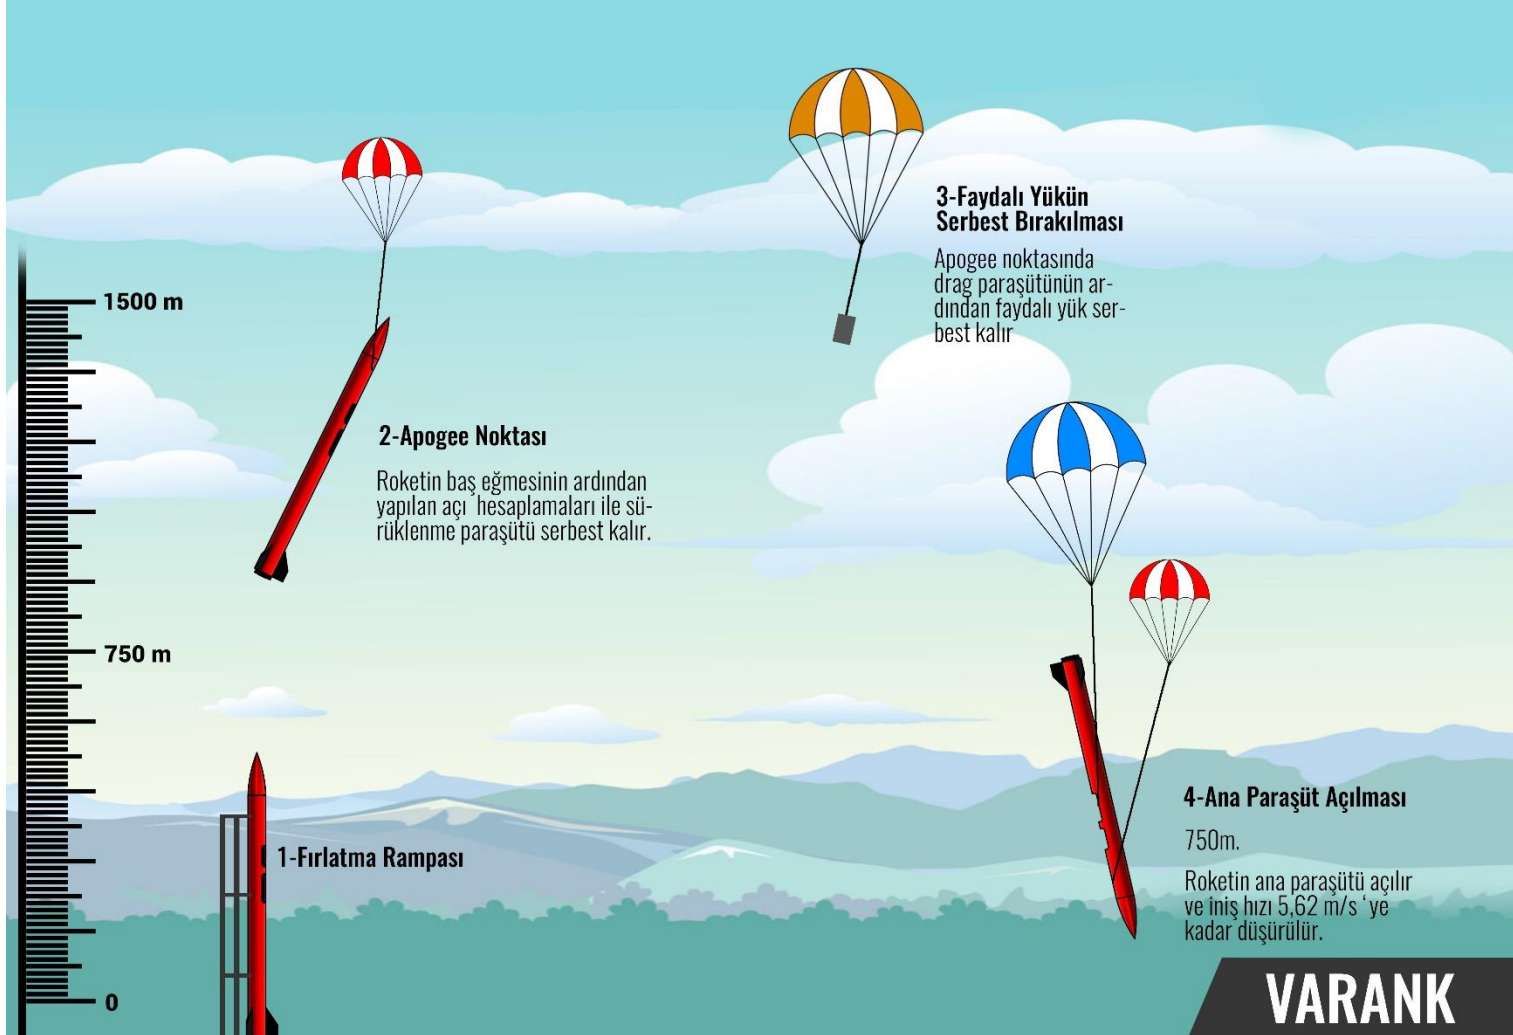 1500 m
750 m
0
1-Fırlatma Rampası
2-Apogee Noktası
Roketin baş eğmesinin ardından
yapılan açı  hesaplamaları ile sü-
rüklenme paraşütü serbest kalır.
3-Faydalı Yükün
Serbest Bırakılması
Apogee noktasında
drag paraşütünün ar-
dından faydalı yük ser-
best kalır
4-Ana Paraşüt Açılması
750m.
Roketin ana paraşütü açılır
ve iniş hızı 5,62 m/s ‘ ye
kadar düşürülür.
VARANK